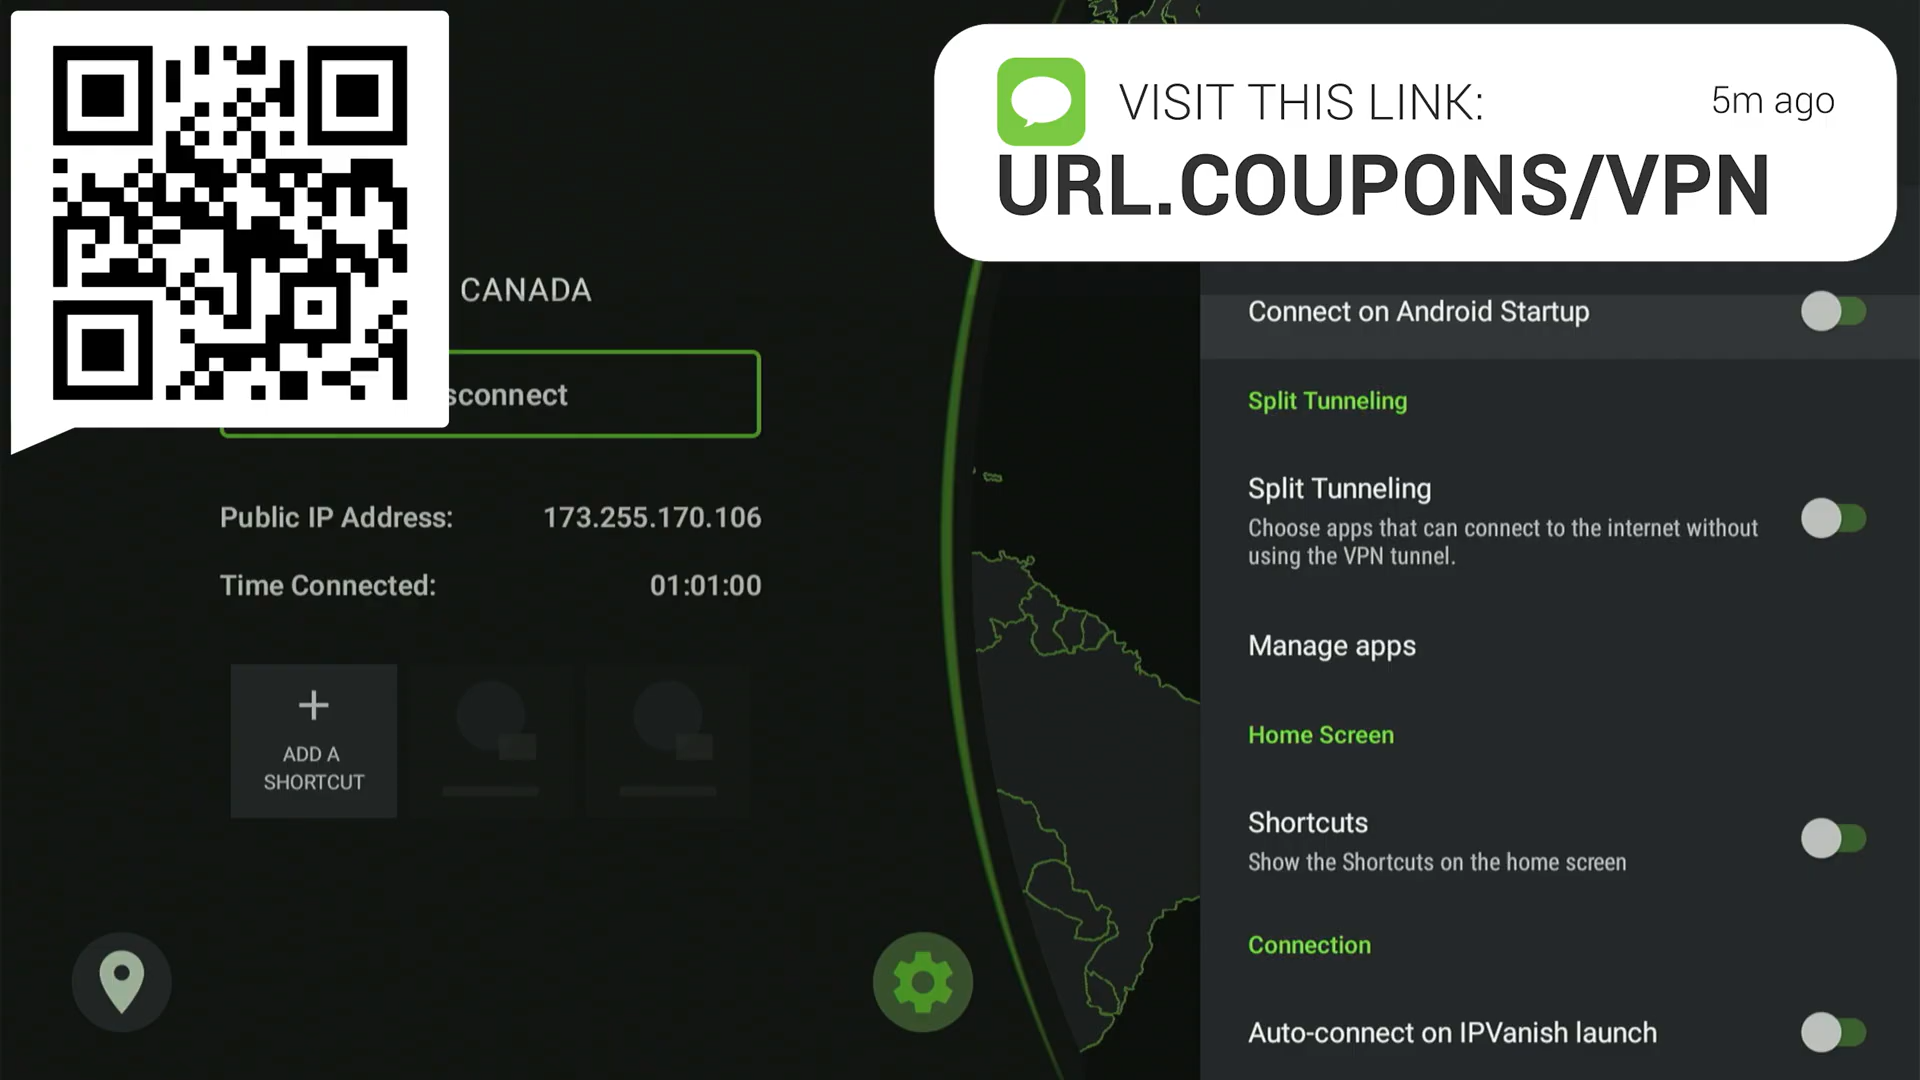 VISIT THIS LINK:
5m ago
URL.COUPONS/VPN
CANADA
sconnect
Public IP Address:
173.255.170.106
Time Connected:
01:01:00
+
ADD A
SHORTCUT
Connect on Android Startup
Split Tunneling
Split Tunneling
Choose apps that can connect to the internet without
using the VPN tunnel.
Manage apps
Home Screen
Shortcuts
Show the Shortcuts on the home screen
Connection
Auto-connect on IPVanish launch